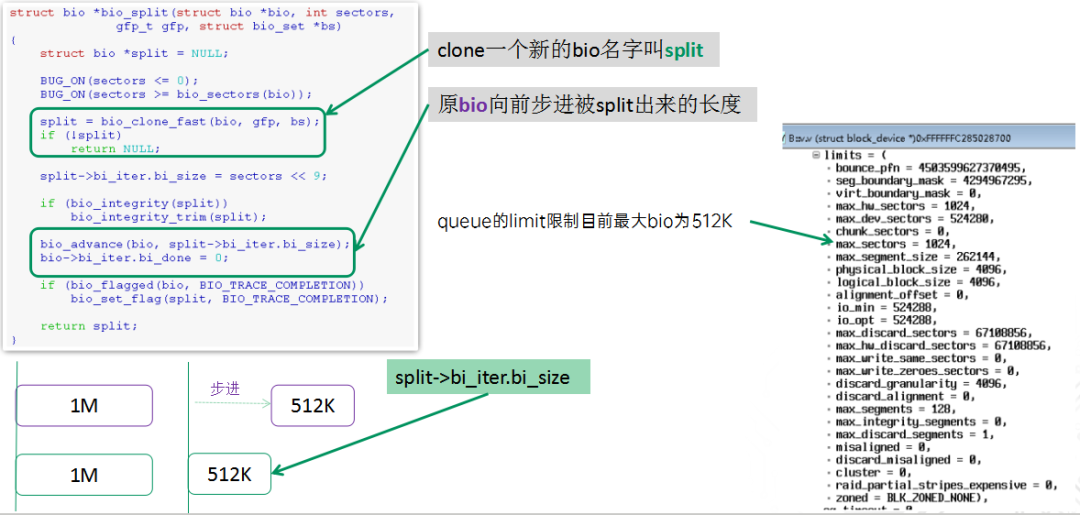 struct bio *bio_split(struct bio *bio, int sectors,
gfp_t gfp, struct bio_set *bs)
{
struct bio *split = NULL;
BUG_ON(sectors <= 0);
BUG_ON(sectors >= bio_sectors(bio));
split = bio_clone_fast(bio, gfp, bs);
if (!split)
return NULL;
split->bi_iter.bi_size = sectors << 9;
if (bio_integrity(split))
bio_integrity_trim(split);
bio_advance(bio, split->bi_iter.bi_size);
bio->bi_iter.bi_done = 0;
if (bio_flagged(bio, BIO_TRACE_COMPLETION))
bio_set_flag(split, BIO_TRACE_COMPLETION);
return split;
}
clone一个新的bio名字叫split
原bio向前步进被split出来的长度
queue的limit限制目前最大bio为512K
(struct block_device *)0xFFFFFFC285028700
limits = (
bounce_pfn = 4503599627370495,
seg_boundary_mask = 4294967295,
virt_boundary_mask = 0,
max_hw_sectors = 1024,
max_dev_sectors = 524280,
chunk_sectors = 0,
max_sectors = 1024,
max_segment_size = 262144,
physical_block_size = 4096,
logical_block_size = 4096,
alignment_offset = 0,
io_min = 524288,
io_opt = 524288,
max_discard_sectors = 67108856,
max_hw_discard_sectors = 67108856,
max_write_same_sectors = 0,
max_write_zeroes_sectors = 0,
discard_granularity = 4096,
discard_alignment = 0,
max_segments = 128,
max_integrity_segments = 0,
max_discard_segments = 1,
misaligned = 0,
discard_misaligned = 0,
cluster = 0,
raid_partial_stripes_expensive = 0,
zoned = BLK_ZONED_NONE),
split->bi_iter.bi_size
步进
1M
512K
1M
512K